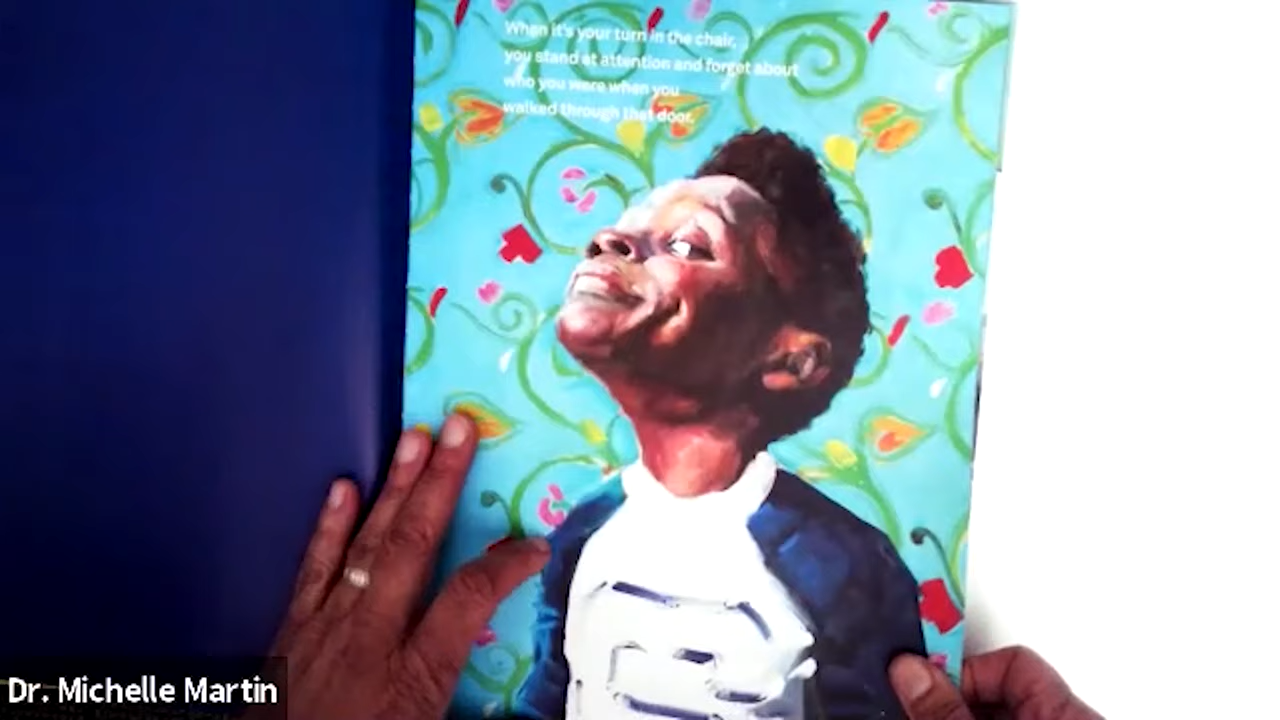 When it's your turn in the chair,
you stand at attention and forget about
who you were when you
walked through that door.
Dr. Michelle Martin